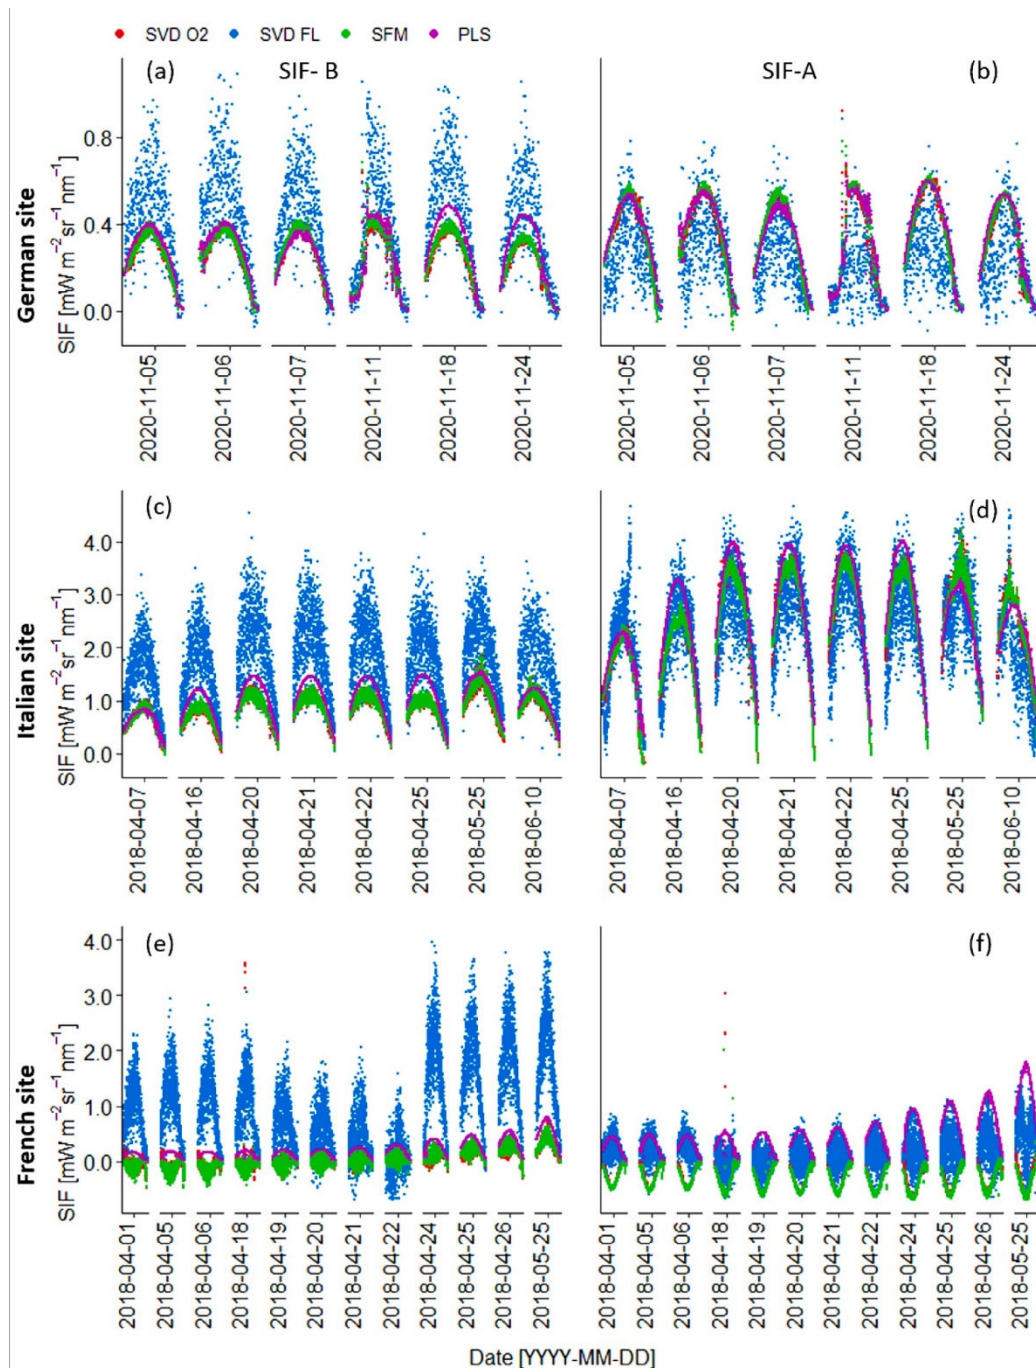 SVD O2 SVD FL SFM PLS
(a) SIF- B SIF-A (b)
German site
SIF [mW m−2 sr−1 nm−1]
0.8
0.4
0.0
2020-11-05 2020-11-06 2020-11-07 2020-11-11 2020-11-18 2020-11-24
2020-11-05 2020-11-06 2020-11-07 2020-11-11 2020-11-18 2020-11-24
(c) (d)
Italian site
SIF [mW m−2 sr−1 nm−1]
4.0
3.0
2.0
1.0
0.0
2018-04-07 2018-04-16 2018-04-20 2018-04-21 2018-04-22 2018-04-25 2018-05-25 2018-06-10
2018-04-07 2018-04-16 2018-04-20 2018-04-21 2018-04-22 2018-04-25 2018-05-25 2018-06-10
(e) (f)
French site
SIF [mW m−2 sr−1 nm−1]
4.0
3.0
2.0
1.0
0.0
2018-04-01 2018-04-05 2018-04-06 2018-04-18 2018-04-19 2018-04-20 2018-04-21 2018-04-22 2018-04-24 2018-04-25 2018-04-26 2018-05-25
2018-04-01 2018-04-05 2018-04-06 2018-04-18 2018-04-19 2018-04-20 2018-04-21 2018-04-22 2018-04-24 2018-04-25 2018-04-26 2018-05-25
Date [YYYY-MM-DD]